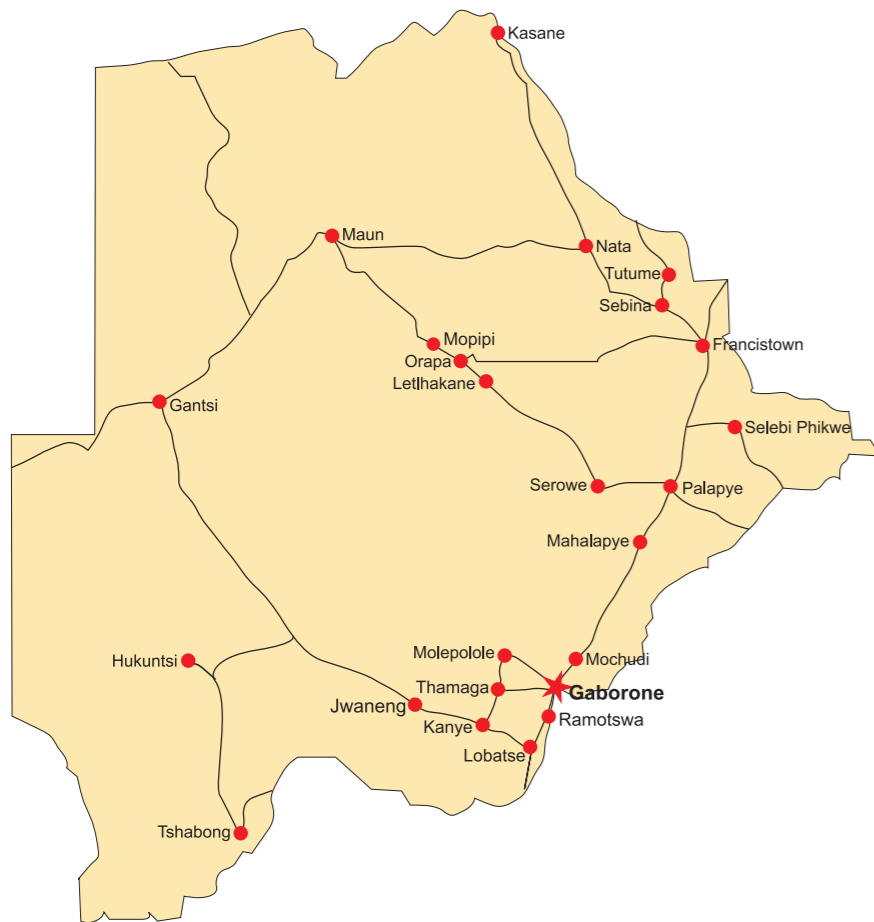 Kasane
Maun
Nata
Tutume
Sebina
Mopipi
Francistown
Orapa
Letlhakane
Gantsi
Selebi Phikwe
Serowe
Palapye
Mahalapye
Molepolole
Mochudi
Hukuntsi
Thamaga
Gaborone
Jwaneng
Ramotswa
Kanye
Lobatse
Tshabong